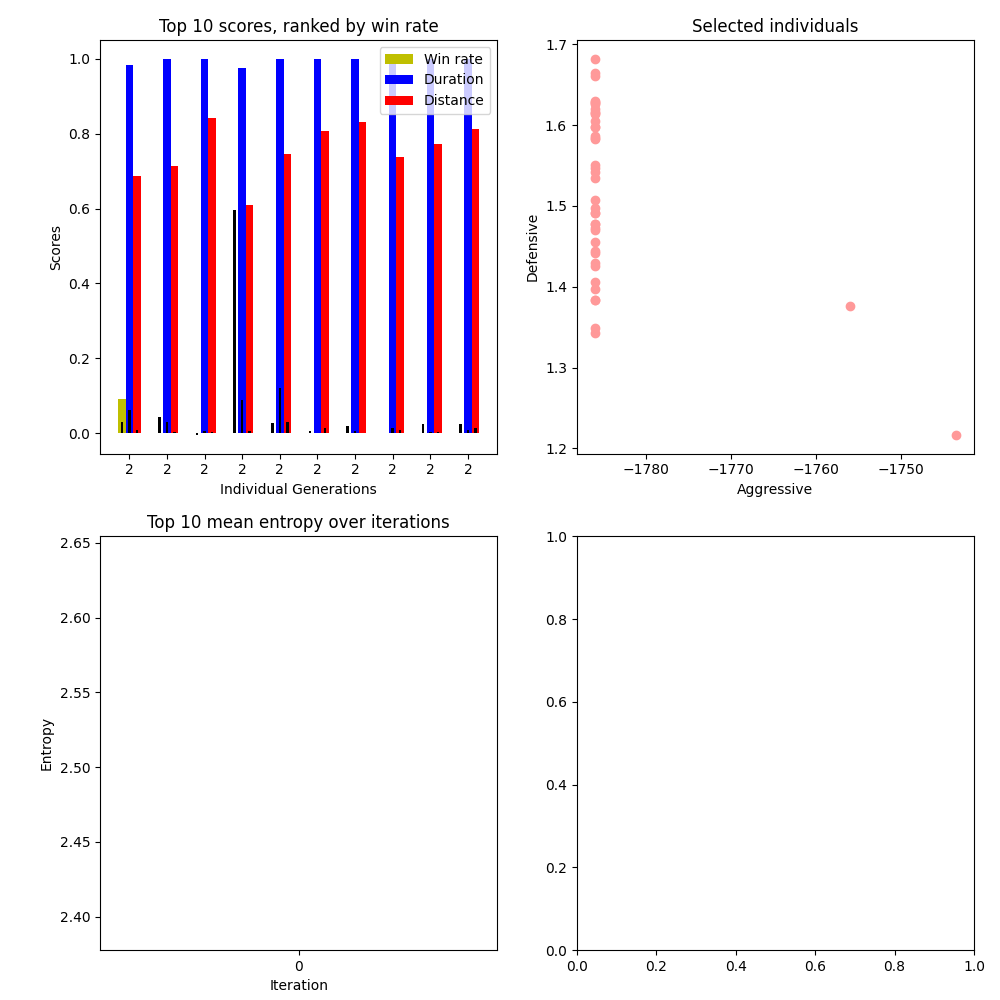 Top 10 scores, ranked by win rate
Win rate
Duration
Distance
1.0
0.8
0.6
0.4
0.2
0.0
Scores
2 2 2 2 2 2 2 2 2 2
Individual Generations
Selected individuals
1.7
1.6
1.5
1.4
1.3
1.2
Defensive
−1780 −1770 −1760 −1750
Aggressive
Top 10 mean entropy over iterations
2.65
2.60
2.55
2.50
2.45
2.40
Entropy
0
Iteration
1.0
0.8
0.6
0.4
0.2
0.0
0.0 0.2 0.4 0.6 0.8 1.0